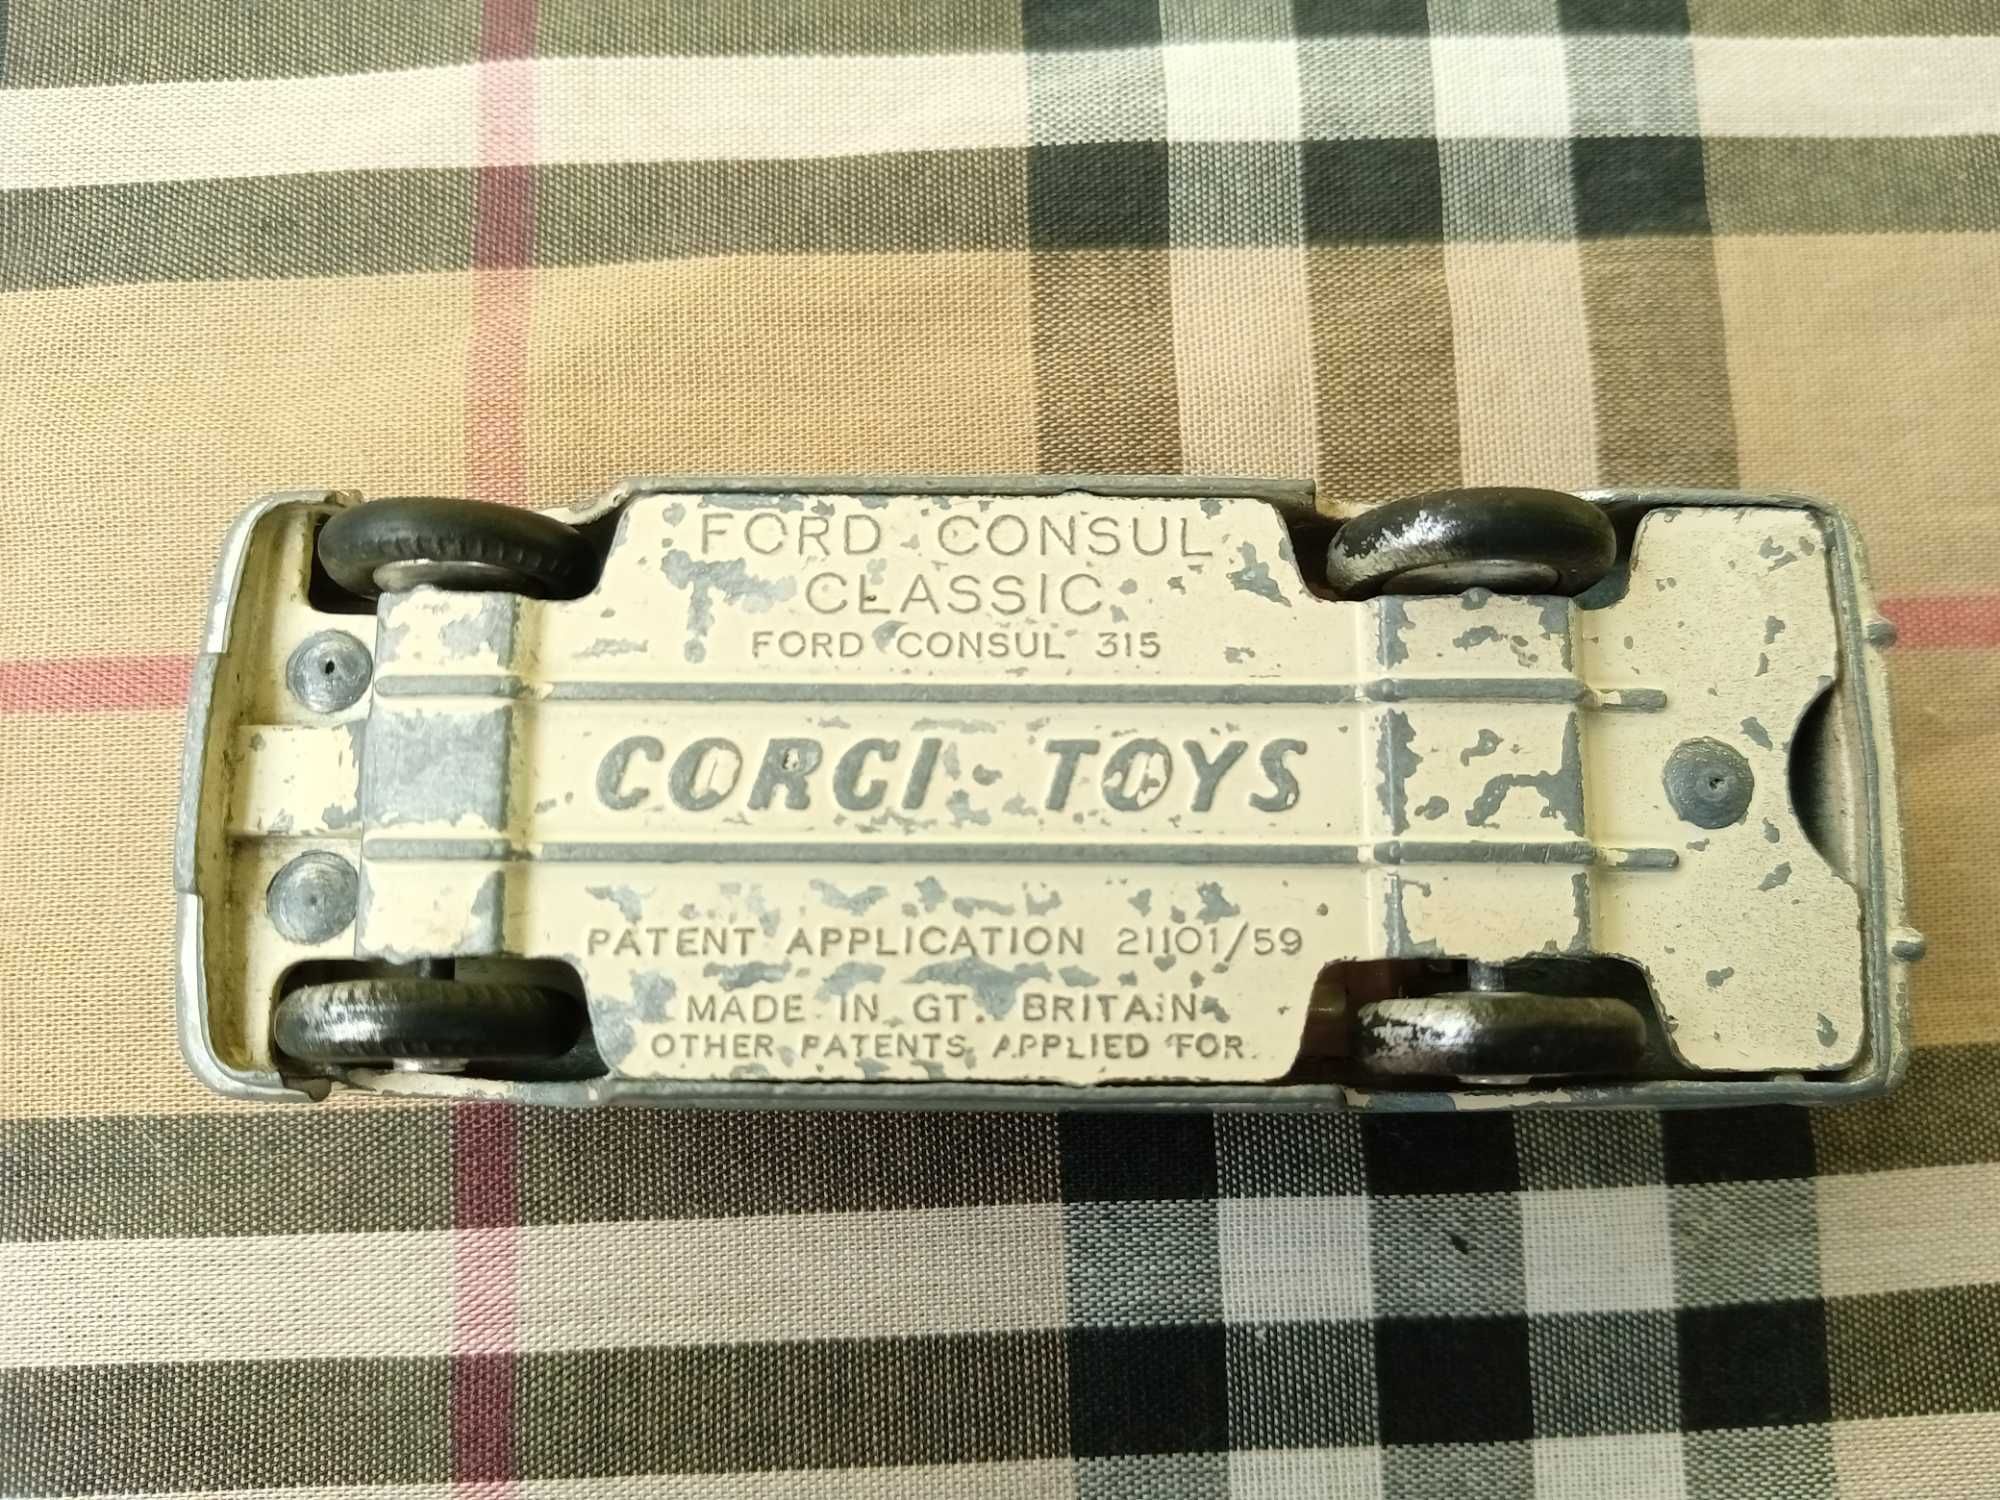 FORD CONSUL
CLASSIC
FORD CONSUL 315
CORGI TOYS
PATENT APPLICATION 21101/59
MADE IN GT. BRITAIN
OTHER PATENTS APPLIED FOR